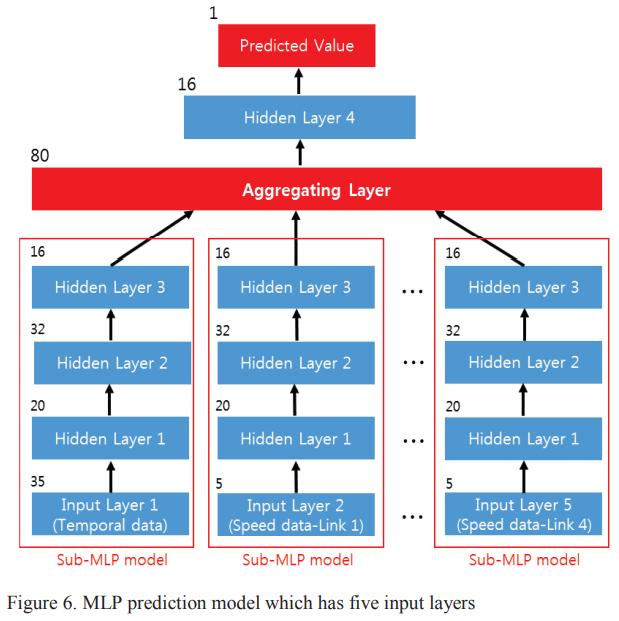 1
Predicted Value
16
Hidden Layer 4
80
Aggregating Layer
16
Hidden Layer 3
32
Hidden Layer 2
20
Hidden Layer 1
35
Input Layer 1
(Temporal data)
Sub-MLP model
16
Hidden Layer 3
32
Hidden Layer 2
20
Hidden Layer 1
5
Input Layer 2
(Speed data-Link 1)
Sub-MLP model
...
...
...
...
16
Hidden Layer 3
32
Hidden Layer 2
20
Hidden Layer 1
5
Input Layer 5
(Speed data-Link 4)
Sub-MLP model
Figure 6. MLP prediction model which has five input layers